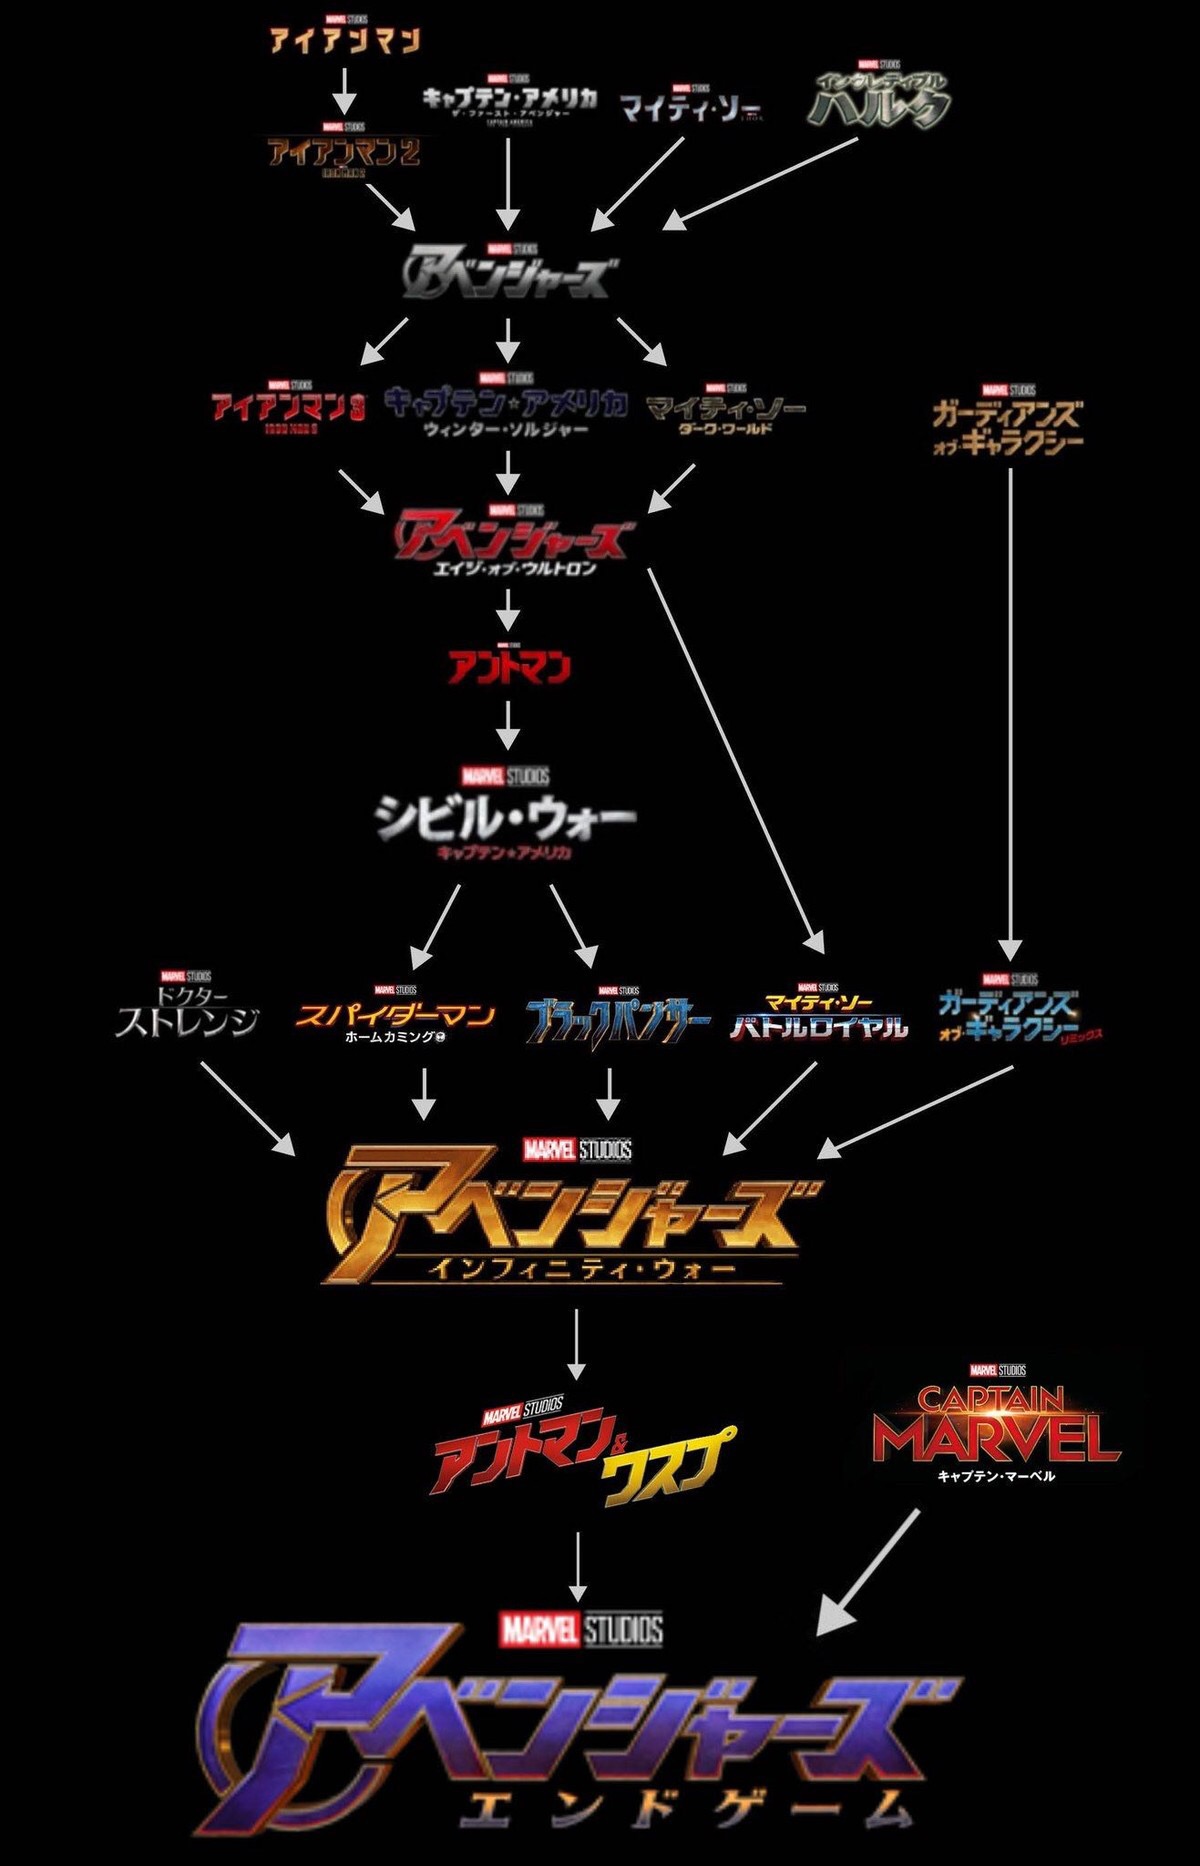 MARVEL STUDIOS
アイアンマン
MARVEL STUDIOS
アイアンマン2
IRON MAN 2
MARVEL STUDIOS
キャプテン・アメリカ
ザ・ファースト・アベンジャー
CAPTAIN AMERICA
MARVEL STUDIOS
マイティ・ソー
MARVEL STUDIOS
インクレディブル
ハルク
MARVEL STUDIOS
アベンジャーズ
MARVEL STUDIOS
アイアンマン3
IRON MAN 3
MARVEL STUDIOS
キャプテン☆アメリカ
ウィンター・ソルジャー
MARVEL STUDIOS
マイティ・ソー
ダーク・ワールド
MARVEL STUDIOS
ガーディアンズ
オブ・ギャラクシー
MARVEL STUDIOS
アベンジャーズ
エイジ・オブ・ウルトロン
MARVEL STUDIOS
アントマン
MARVEL STUDIOS
シビル・ウォー
キャプテン★アメリカ
MARVEL STUDIOS
ドクター
ストレンジ
MARVEL STUDIOS
スパイダーマン
ホームカミング
MARVEL STUDIOS
ブラックパンサー
MARVEL STUDIOS
マイティ・ソー
バトルロイヤル
MARVEL STUDIOS
ガーディアンズ
オブ・ギャラクシー
リミックス
MARVEL STUDIOS
アベンジャーズ
インフィニティ・ウォー
MARVEL STUDIOS
アントマン&
ワスプ
MARVEL STUDIOS
CAPTAIN
MARVEL
キャプテン・マーベル
MARVEL STUDIOS
アベンジャーズ
エンドゲーム